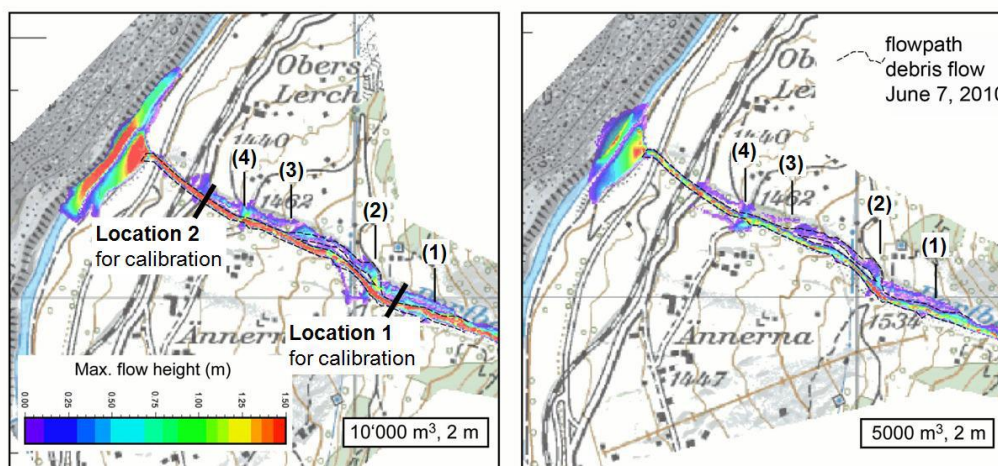 Obers
Lerch
1440
(4)
(3)
1462
(2)
(1)
Location 2
for calibration
Location 1
for calibration
Max. flow height (m)
0.00 0.25 0.50 0.75 1.00 1.25 1.50
10'000 m³, 2 m
flowpath
debris flow
June 7, 2010
1440
(4)
(3)
1462
(2)
(1)
1534
Annerna
1447
5000 m³, 2 m